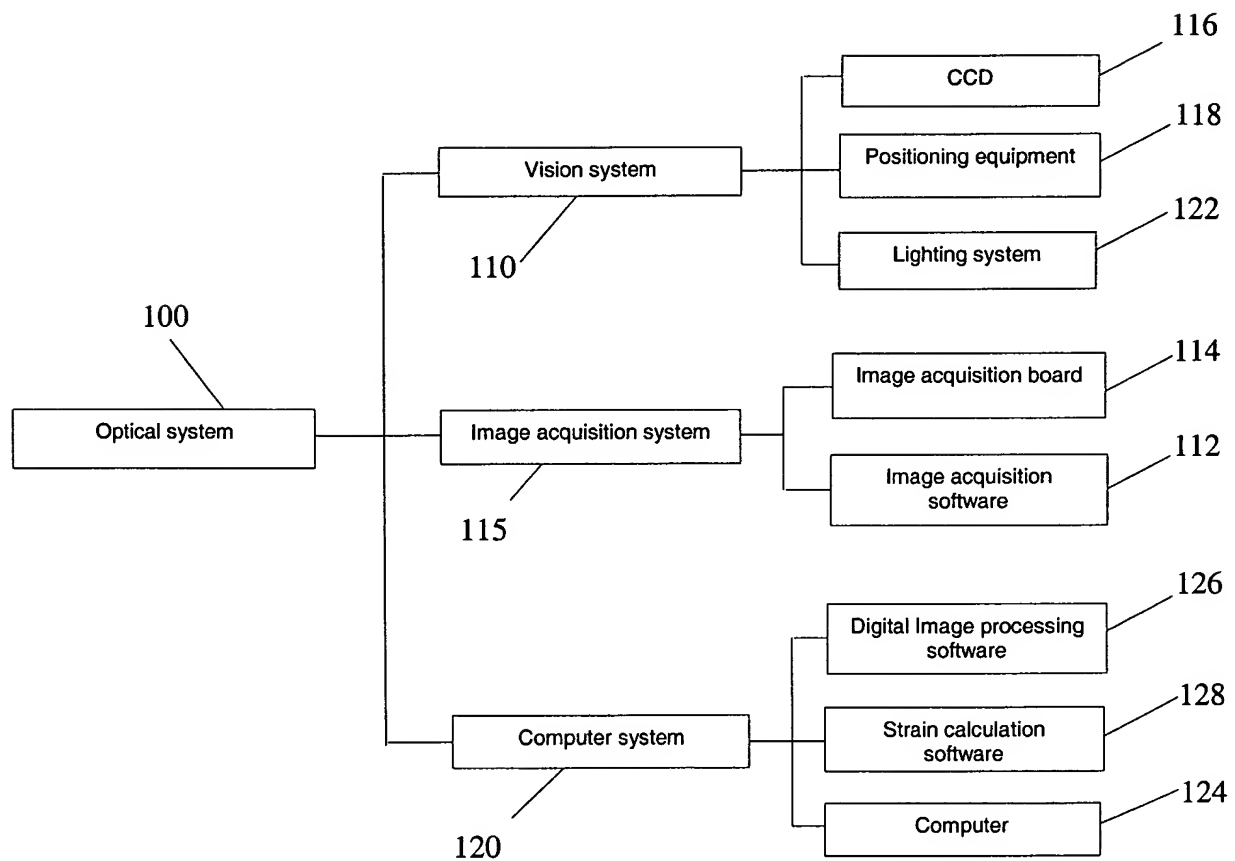 116
CCD
118
Positioning equipment
Vision system
122
Lighting system
110
100
114
Image acquisition board
Optical system
Image acquisition system
112
Image acquisition
software
115
126
Digital Image processing
software
128
Computer system
Strain calculation
software
124
Computer
120